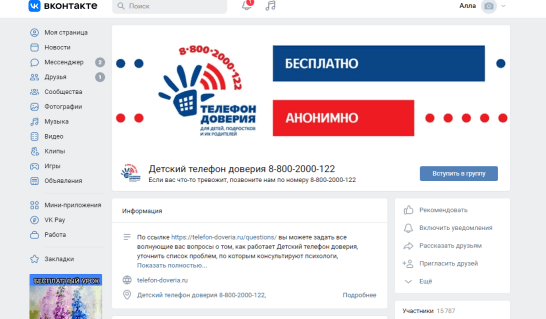 вконтакте
Поиск
1
Алла
Моя страница
Новости
Мессенджер
Друзья
Сообщества
Фотографии
Музыка
Видео
Клипы
Игры
Объявления
Мини-приложения
VK Pay
Работа
Закладки
БЕСПЛАТНЫЙ УРОК
8-800-2000-122
ТЕЛЕФОН
ДОВЕРИЯ
ДЛЯ ДЕТЕЙ, ПОДРОСТКОВ
И ИХ РОДИТЕЛЕЙ
БЕСПЛАТНО
АНОНИМНО
Детский телефон доверия 8-800-2000-122
Если вас что-то тревожит, позвоните нам по номеру 8-800-2000-122
Вступить в группу
Информация
По ссылке https://telefon-doveria.ru/questions/ вы можете задать все
волнующие вас вопросы о том, как работает Детский телефон доверия,
уточнить список проблем, по которым консультируют психологи,
Показать полностью...
telefon-doveria.ru
Детский телефон доверия 8-800-2000-122,
Подробнее
Рекомендовать
Включить уведомления
Рассказать друзьям
Пригласить друзей
Ещё
Участники 15 787